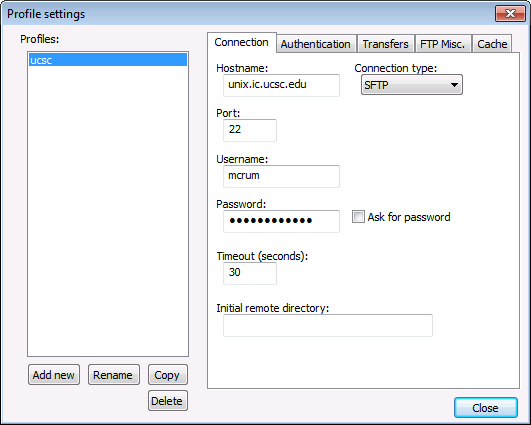 Profile settings
Profiles:
ucsc
Add new
Rename
Copy
Delete
Connection
Authentication
Transfers
FTP Misc.
Cache
Hostname:
Connection type:
unix.ic.ucsc.edu
SFTP
Port:
22
Username:
mcrum
Password:
●●●●●●●●●●●●
Ask for password
Timeout (seconds):
30
Initial remote directory:
Close